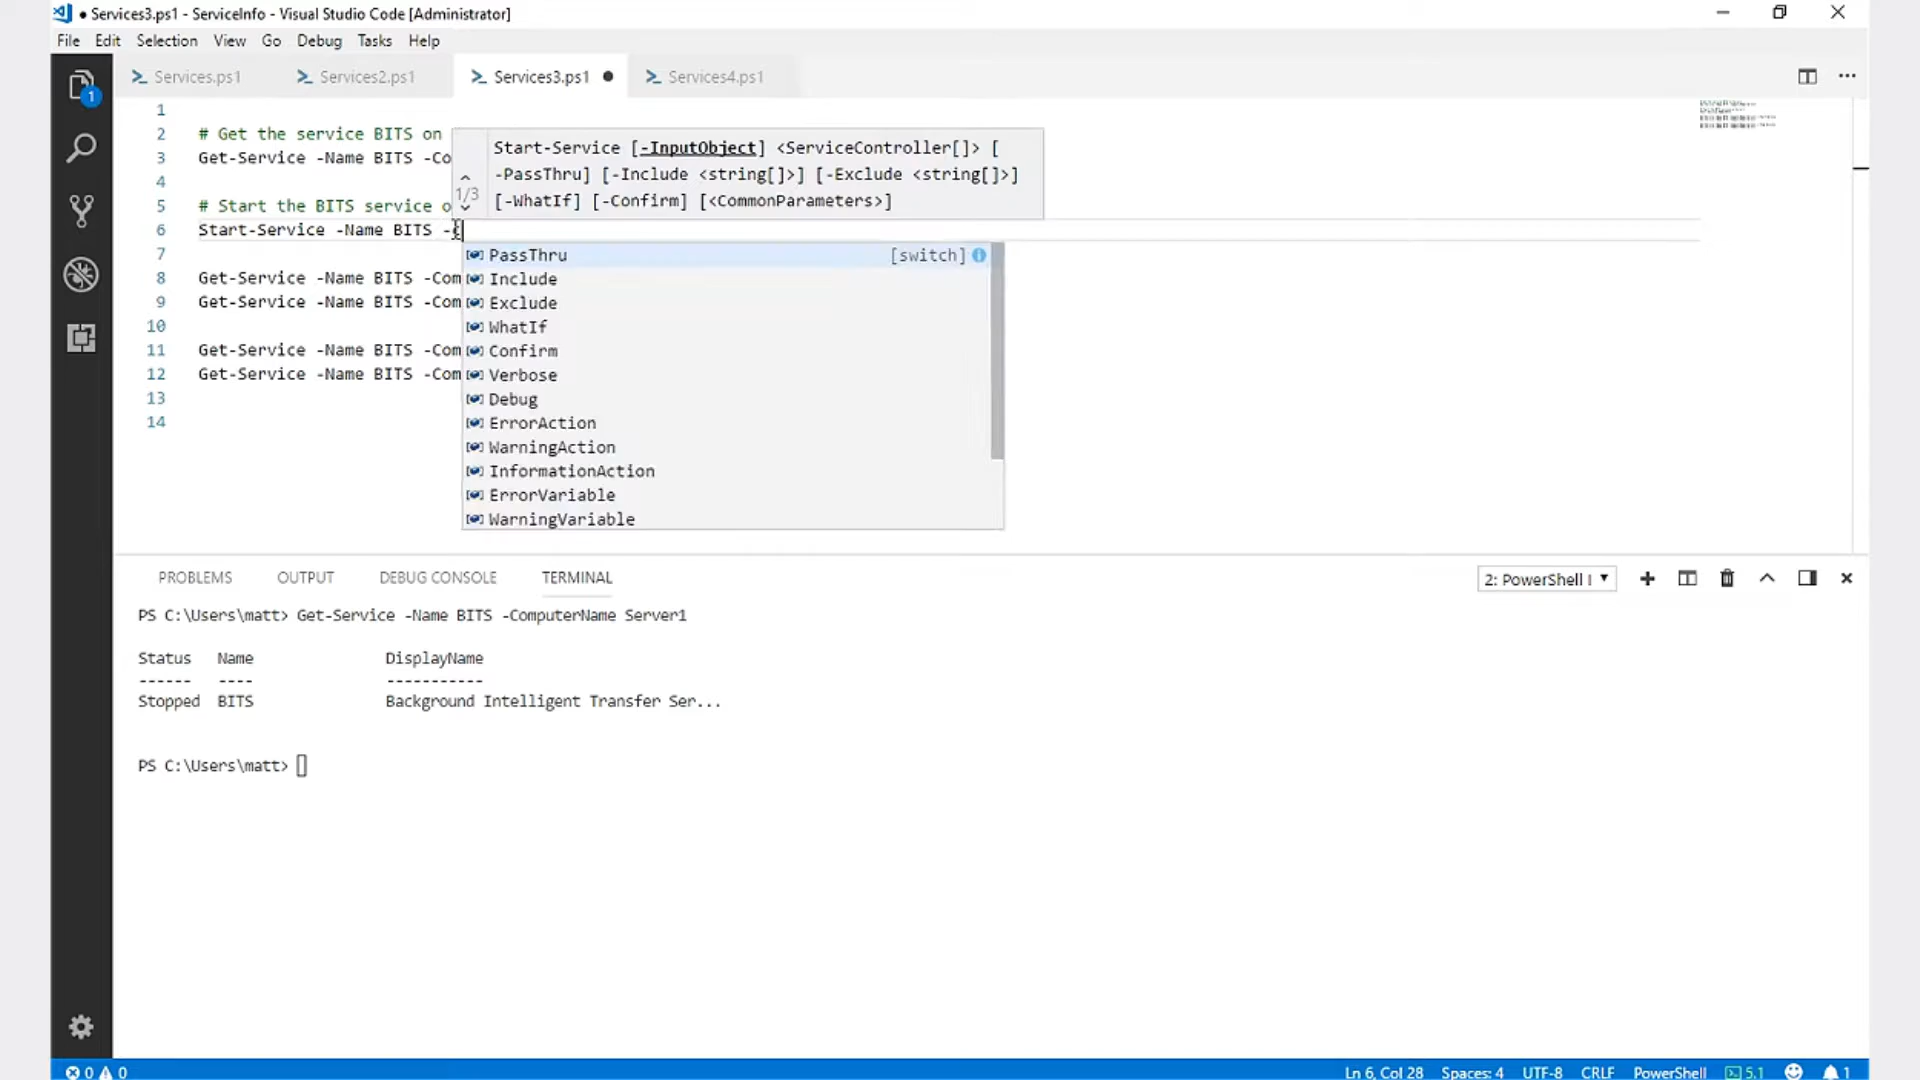 ● Services3.ps1 - ServiceInfo - Visual Studio Code [Administrator]
File Edit Selection View Go Debug Tasks Help
Services.ps1 Services2.ps1 Services3.ps1 ● Services4.ps1 ...
1
1
2 # Get the service BITS on
3 Get-Service -Name BITS -Co
4
5 # Start the BITS service o
6 Start-Service -Name BITS -
7
8 Get-Service -Name BITS -Com
9 Get-Service -Name BITS -Com
10
11 Get-Service -Name BITS -Com
12 Get-Service -Name BITS -Com
13
14
1/3
Start-Service [-InputObject] <ServiceController[]> [
-PassThru] [-Include <string[]>] [-Exclude <string[]>]
[-WhatIf] [-Confirm] [<CommonParameters>]
PassThru [switch]
Include
Exclude
WhatIf
Confirm
Verbose
Debug
ErrorAction
WarningAction
InformationAction
ErrorVariable
WarningVariable
PROBLEMS OUTPUT DEBUG CONSOLE TERMINAL 2: PowerShell I
PS C:\Users\matt> Get-Service -Name BITS -ComputerName Server1
Status Name DisplayName
------ ---- -----------
Stopped BITS Background Intelligent Transfer Ser...
PS C:\Users\matt>
0 0 Ln 6, Col 28 Spaces: 4 UTF-8 CRLF PowerShell 5.1 1